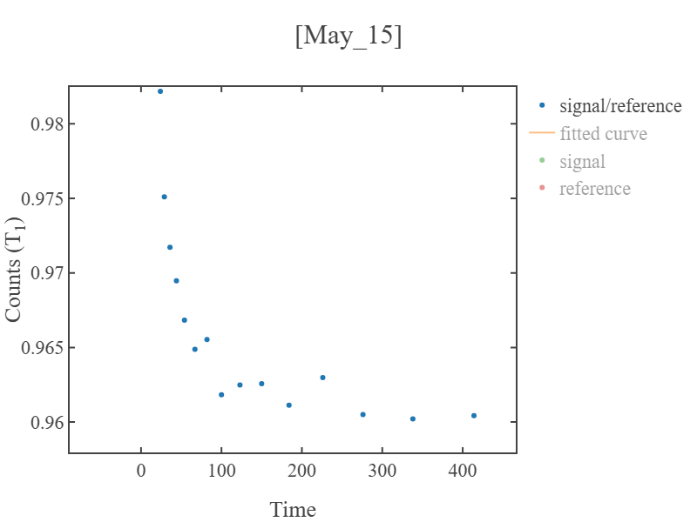 [May_15]
signal/reference
fitted curve
signal
reference
0.98
0.975
0.97
0.965
0.96
Counts (T₁)
0 100 200 300 400
Time